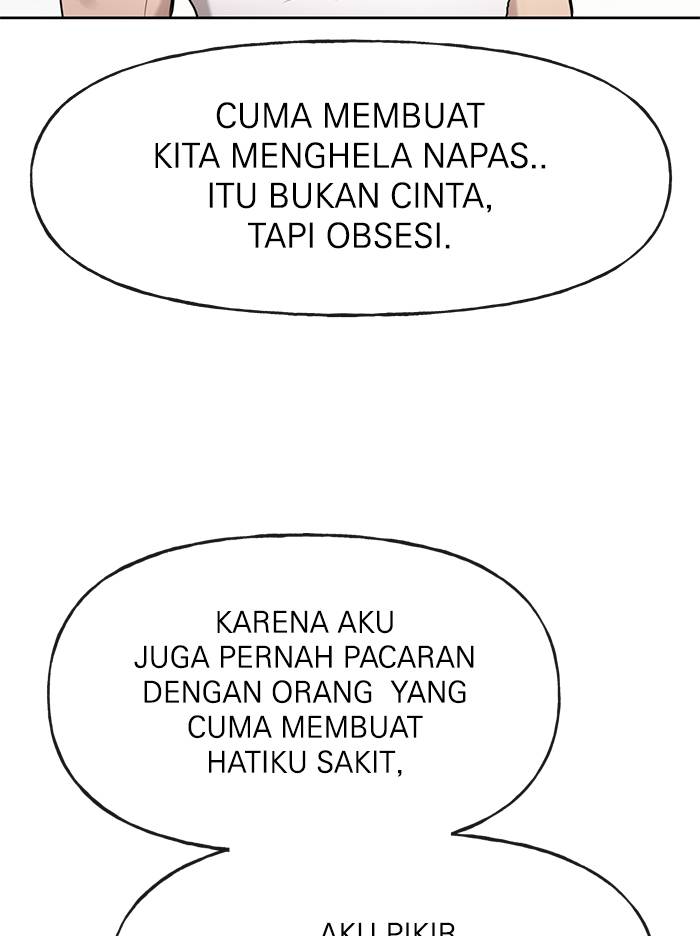 CUMA MEMBUAT
KITA MENGHELA NAPAS..
ITU BUKAN CINTA,
TAPI OBSESI.
KARENA AKU
JUGA PERNAH PACARAN
DENGAN ORANG  YANG
CUMA MEMBUAT
HATIKU SAKIT,
AKU PIKIR